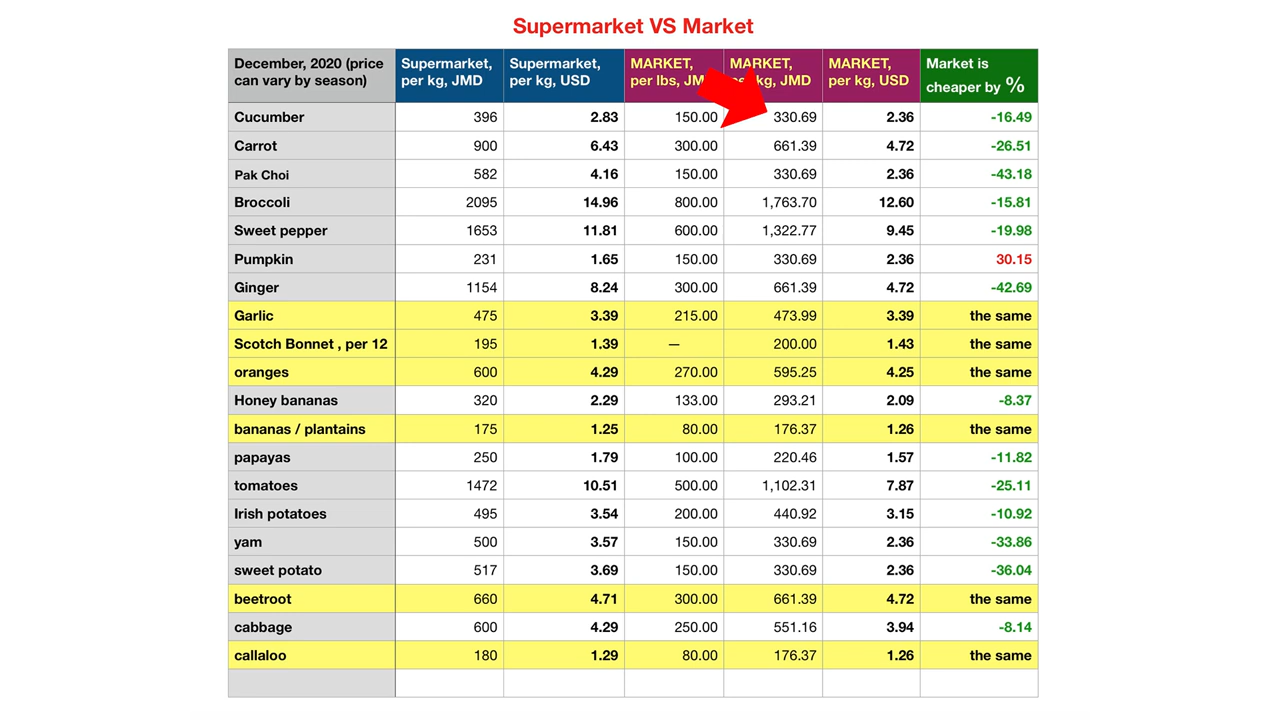 Supermarket VS Market
December, 2020 (price can vary by season) Supermarket, per kg, JMD Supermarket, per kg, USD MARKET, per lbs, JM MARKET, kg, JMD MARKET, per kg, USD Market is cheaper by %
Cucumber 396 2.83 150.00 330.69 2.36 -16.49
Carrot 900 6.43 300.00 661.39 4.72 -26.51
Pak Choi 582 4.16 150.00 330.69 2.36 -43.18
Broccoli 2095 14.96 800.00 1,763.70 12.60 -15.81
Sweet pepper 1653 11.81 600.00 1,322.77 9.45 -19.98
Pumpkin 231 1.65 150.00 330.69 2.36 30.15
Ginger 1154 8.24 300.00 661.39 4.72 -42.69
Garlic 475 3.39 215.00 473.99 3.39 the same
Scotch Bonnet , per 12 195 1.39 — 200.00 1.43 the same
oranges 600 4.29 270.00 595.25 4.25 the same
Honey bananas 320 2.29 133.00 293.21 2.09 -8.37
bananas / plantains 175 1.25 80.00 176.37 1.26 the same
papayas 250 1.79 100.00 220.46 1.57 -11.82
tomatoes 1472 10.51 500.00 1,102.31 7.87 -25.11
Irish potatoes 495 3.54 200.00 440.92 3.15 -10.92
yam 500 3.57 150.00 330.69 2.36 -33.86
sweet potato 517 3.69 150.00 330.69 2.36 -36.04
beetroot 660 4.71 300.00 661.39 4.72 the same
cabbage 600 4.29 250.00 551.16 3.94 -8.14
callaloo 180 1.29 80.00 176.37 1.26 the same